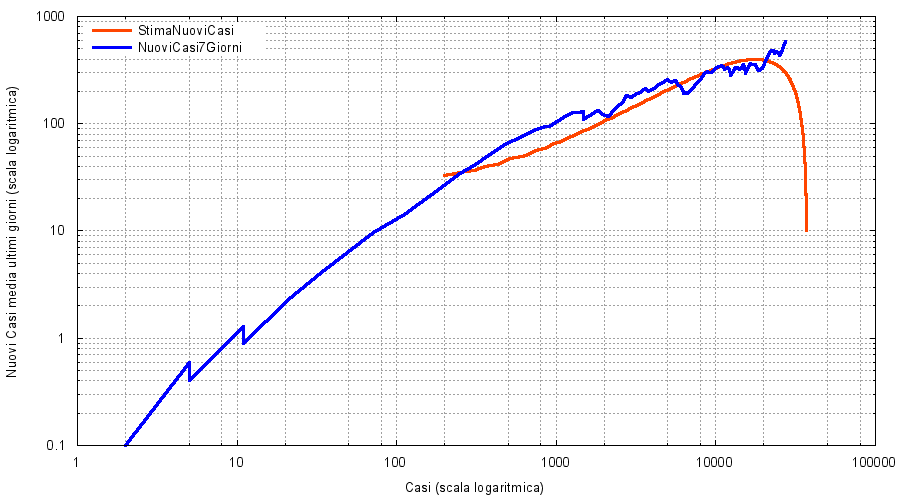 1000
StimaNuoviCasi
NuoviCasi7Giorni
100
10
1
0.1
Nuovi Casi media ultimi giorni (scala logaritmica)
1 10 100 1000 10000 100000
Casi (scala logaritmica)